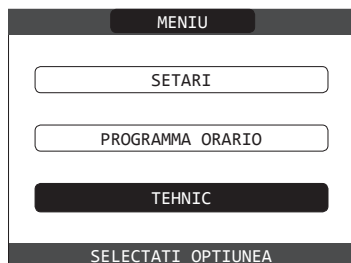 MENIU
SETARI
PROGRAMMA ORARIO
TEHNIC
SELECTATI OPTIUNEA